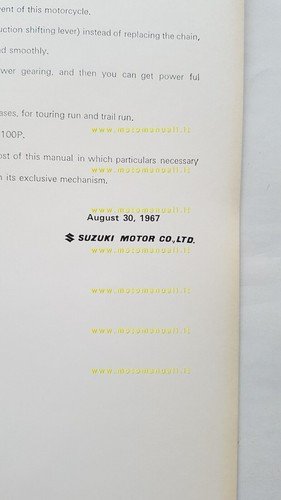 ent of this motorcycle.
uction shifting lever) instead of replacing the chain,
d smoothly.
wer gearing, and then you can get power ful
ases, for touring run and trail run.
www.motomanuali.it
100P.
ost of this manual in which particulars necessary
www.motomanuali.it
its exclusive mechanism.
www.motomanuali.it
August 30, 1967
SUZUKI MOTOR CO., LTD.
www.motomanuali.it
www.motomanuali.it
www.motomanuali.it
www.motomanuali.it